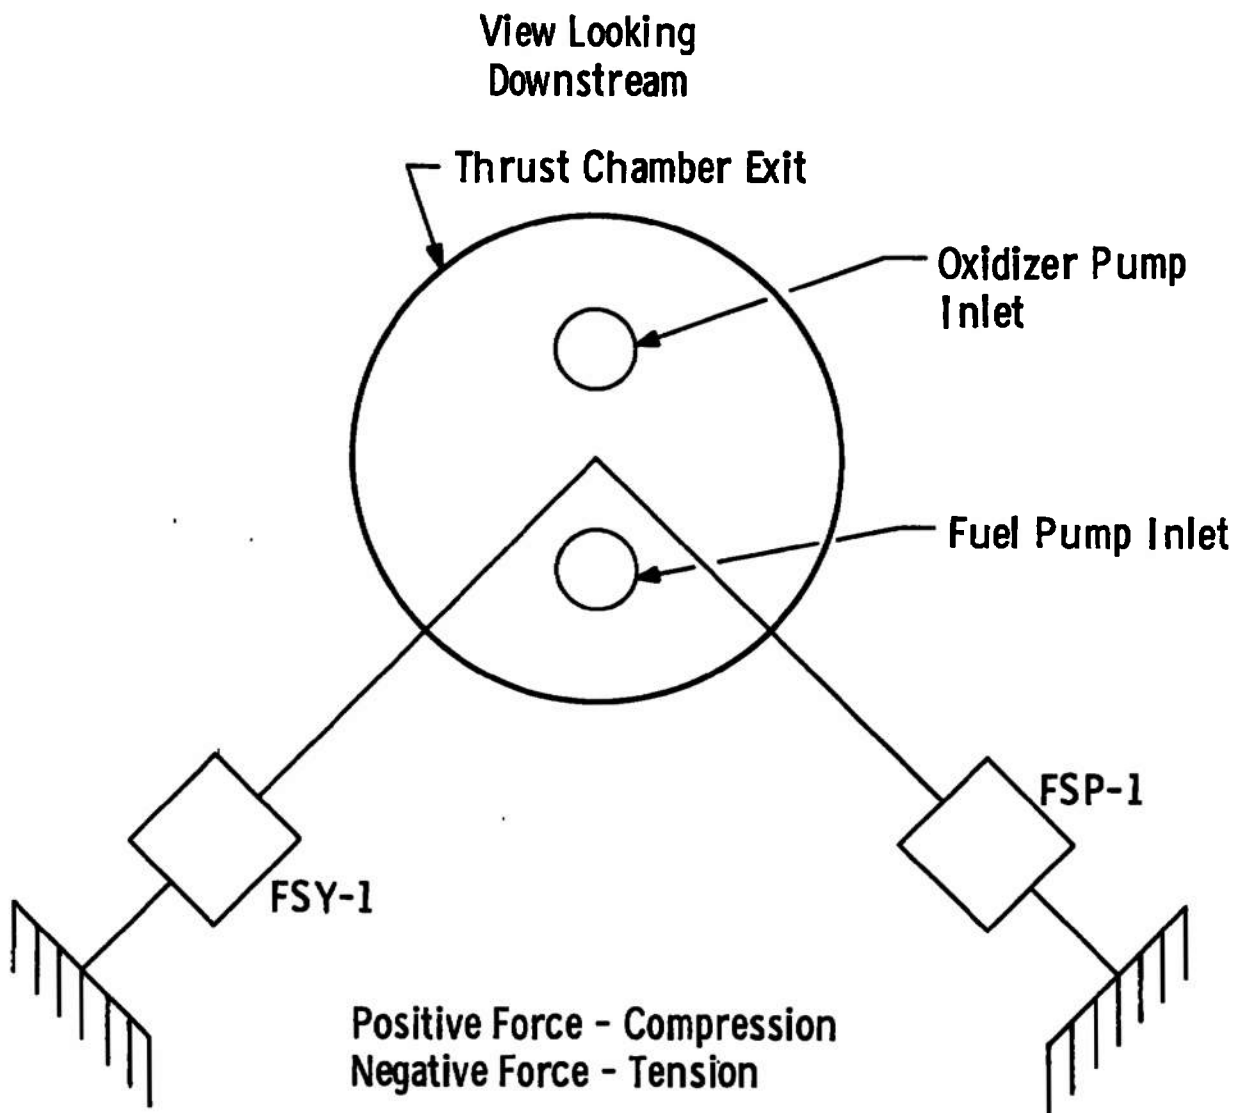 View Looking
Downstream
Thrust Chamber Exit
Oxidizer Pump
Inlet
Fuel Pump Inlet
FSP-1
FSY-1
Positive Force - Compression
Negative Force - Tension